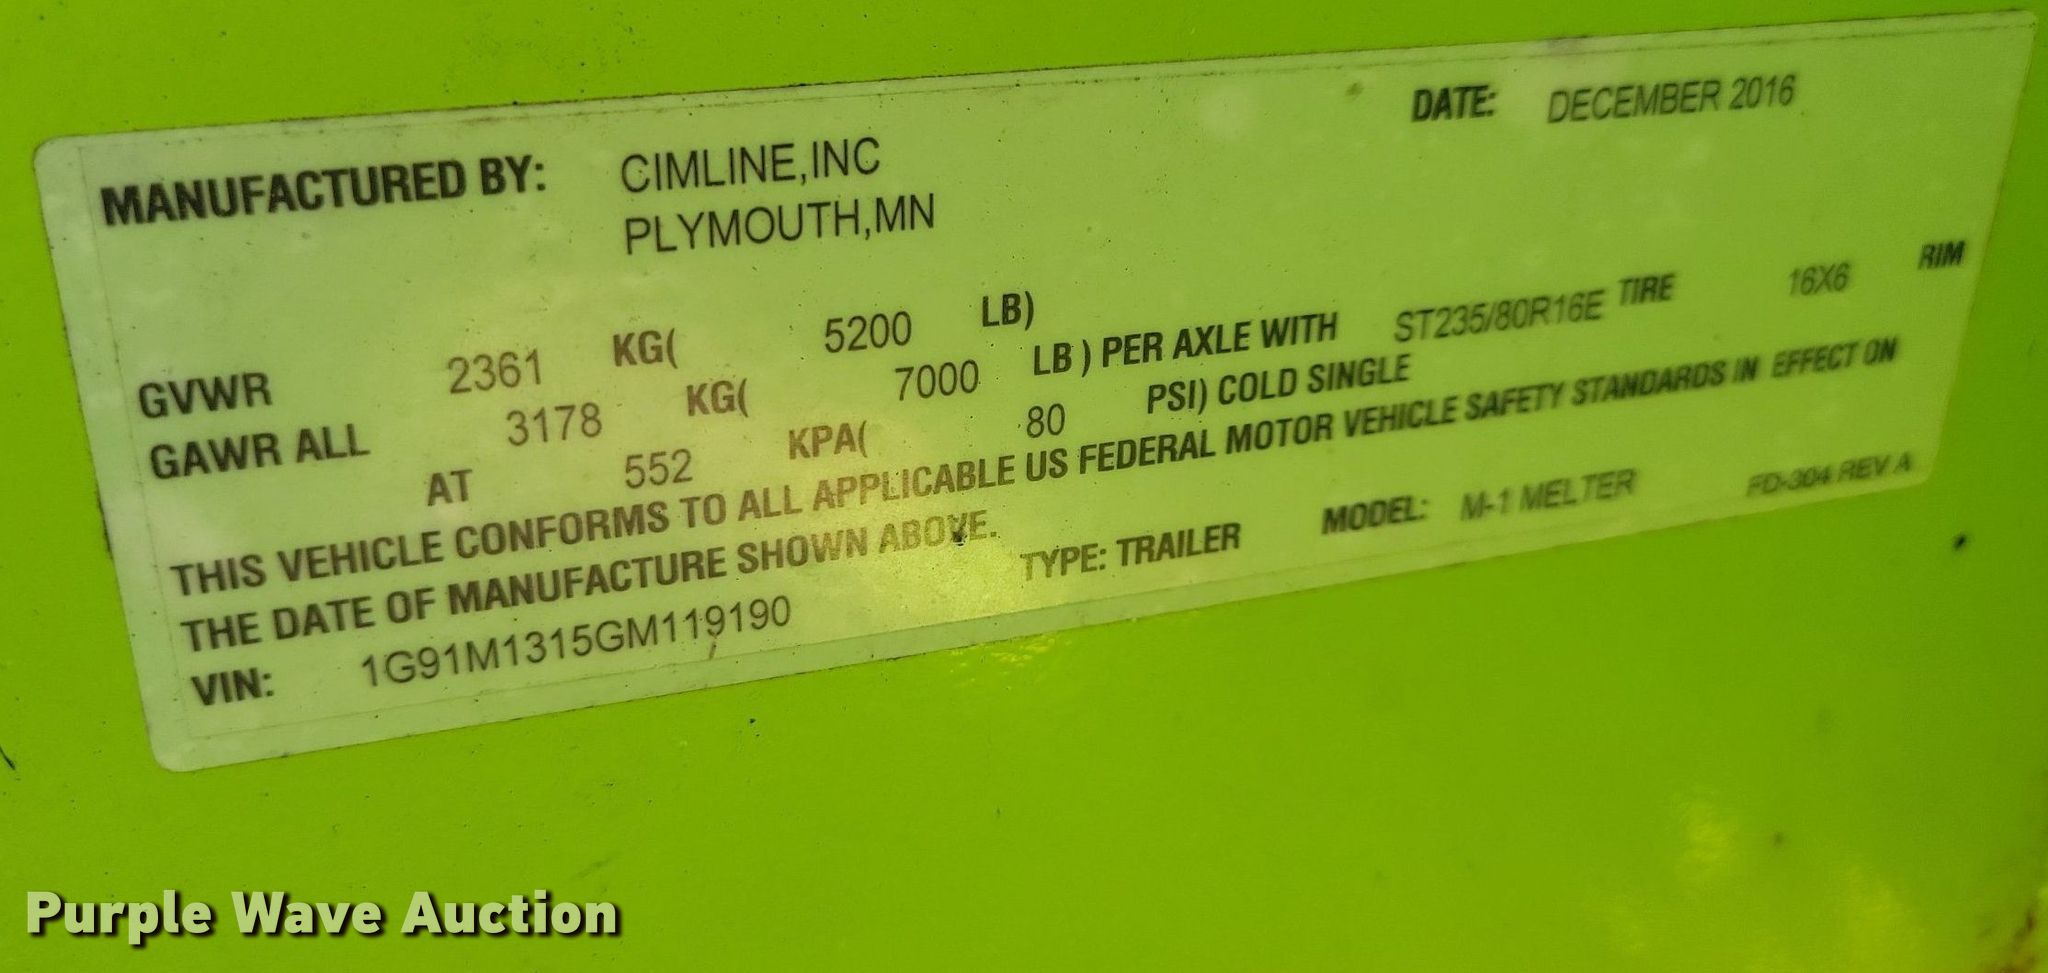 MANUFACTURED BY: CIMLINE,INC DATE: DECEMBER 2016
PLYMOUTH,MN
GVWR 2361 KG( 5200 LB)
GAWR ALL 3178 KG( 7000 LB ) PER AXLE WITH ST235/80R16E TIRE 16X6 RIM
AT 552 KPA( 80 PSI) COLD SINGLE
THIS VEHICLE CONFORMS TO ALL APPLICABLE US FEDERAL MOTOR VEHICLE SAFETY STANDARDS IN EFFECT ON
THE DATE OF MANUFACTURE SHOWN ABOVE.
VIN: 1G91M1315GM119190 TYPE: TRAILER MODEL: M-1 MELTER FD-304 REV A
Purple Wave Auction